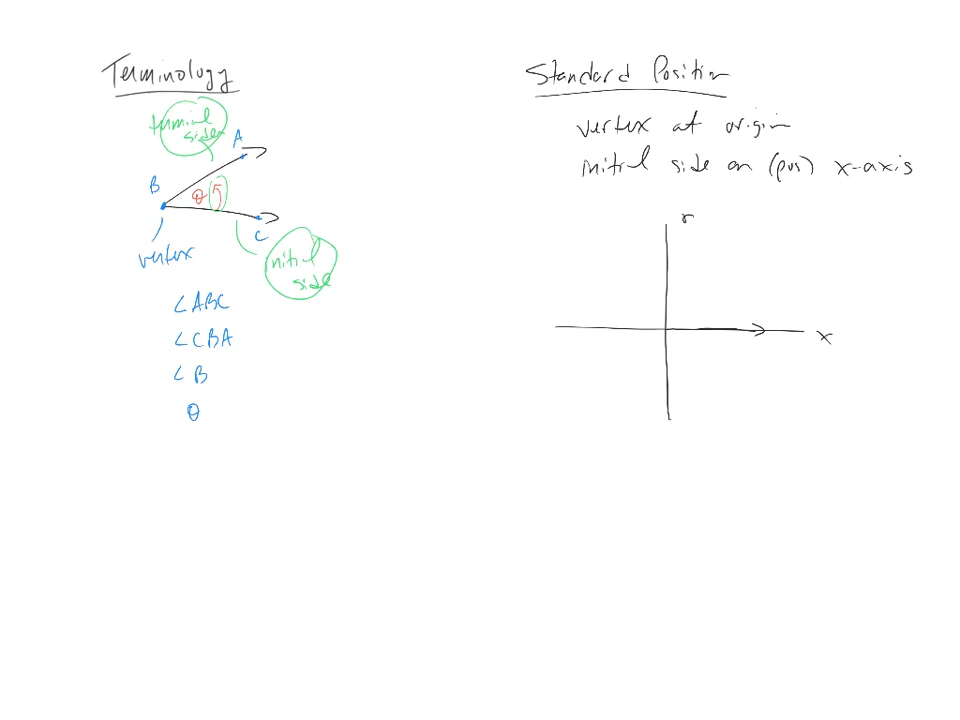 Terminology
terminal
side
A
B
θ
C
vertex
initial
side
∠ABC
∠CBA
∠B
θ
Standard Position
vertex at origin
initial side on (pos) x-axis
x